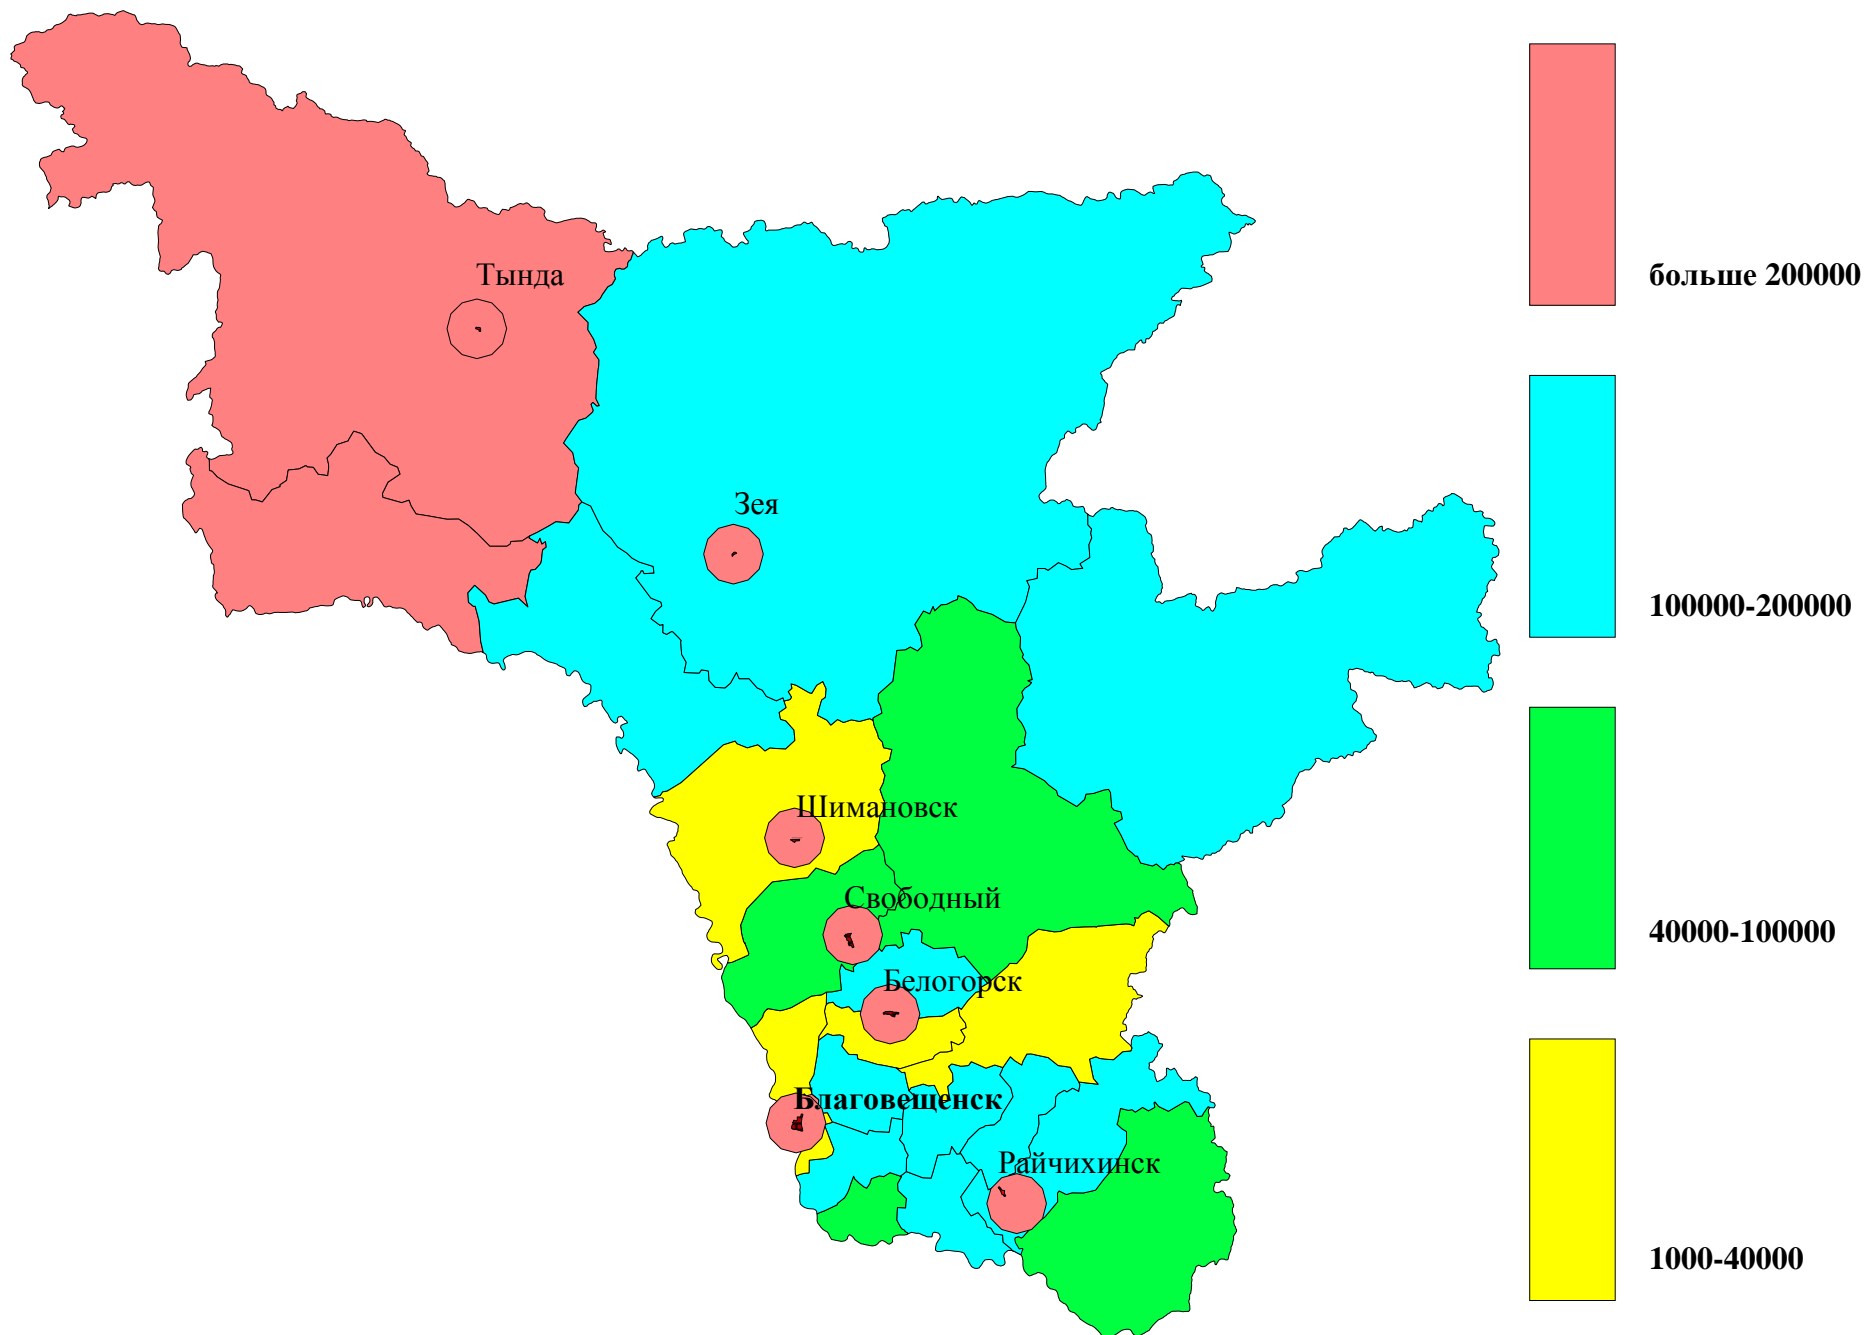 Тында
больше 200000
Зея
100000-200000
Шимановск
Свободный
40000-100000
Белогорск
Благовещенск
Райчихинск
1000-40000